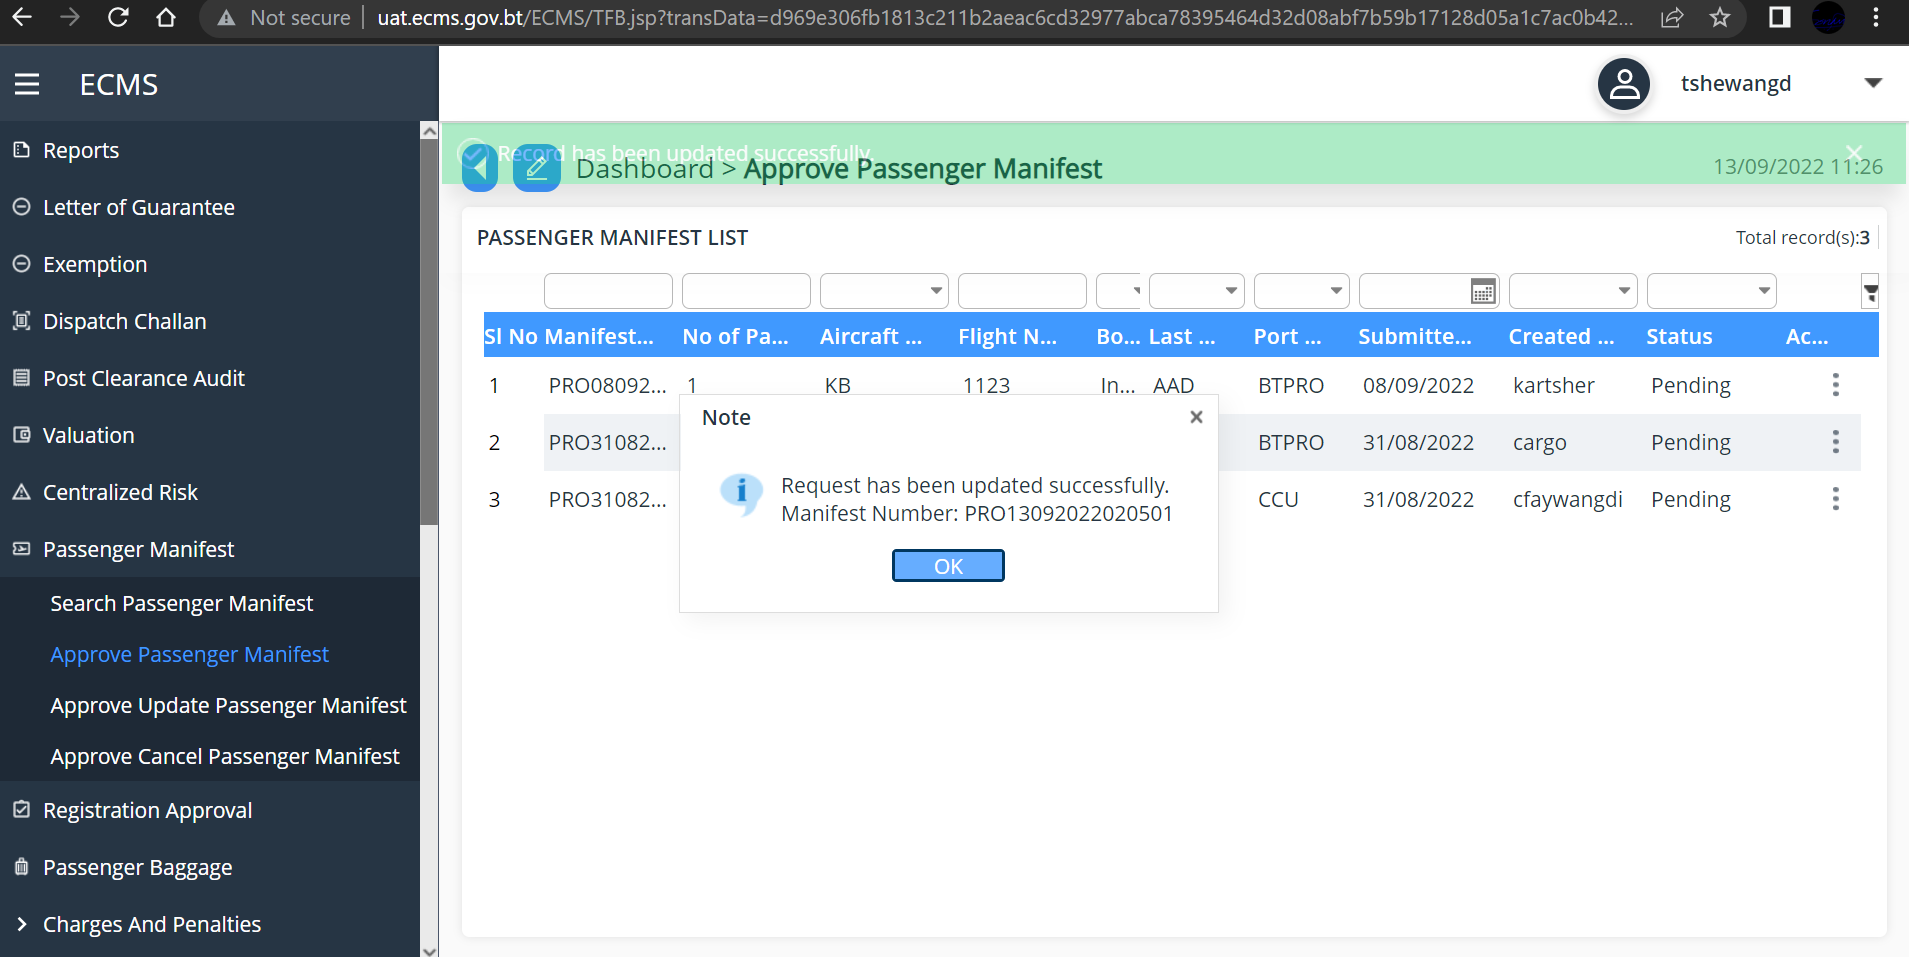 Not secure | uat.ecms.gov.bt/ECMS/TFB.jsp?transData=d969e306fb1813c211b2aeac6cd32977abca78395464d32d08abf7b59b17128d05a1c7ac0b42...
ECMS
tshewangd
Reports
Letter of Guarantee
Exemption
Dispatch Challan
Post Clearance Audit
Valuation
Centralized Risk
Passenger Manifest
Search Passenger Manifest
Approve Passenger Manifest
Approve Update Passenger Manifest
Approve Cancel Passenger Manifest
Registration Approval
Passenger Baggage
Charges And Penalties
Record has been updated successfully.
Dashboard > Approve Passenger Manifest
13/09/2022 11:26
PASSENGER MANIFEST LIST
Total record(s):3
Sl No Manifest... No of Pa... Aircraft ... Flight N... Bo... Last ... Port ... Submitte... Created ... Status Ac...
1 PRO08092... 1 KB 1123 In... AAD BTPRO 08/09/2022 kartsher Pending
2 PRO31082... BTPRO 31/08/2022 cargo Pending
3 PRO31082... CCU 31/08/2022 cfaywangdi Pending
Note
Request has been updated successfully.
Manifest Number: PRO13092022020501
OK